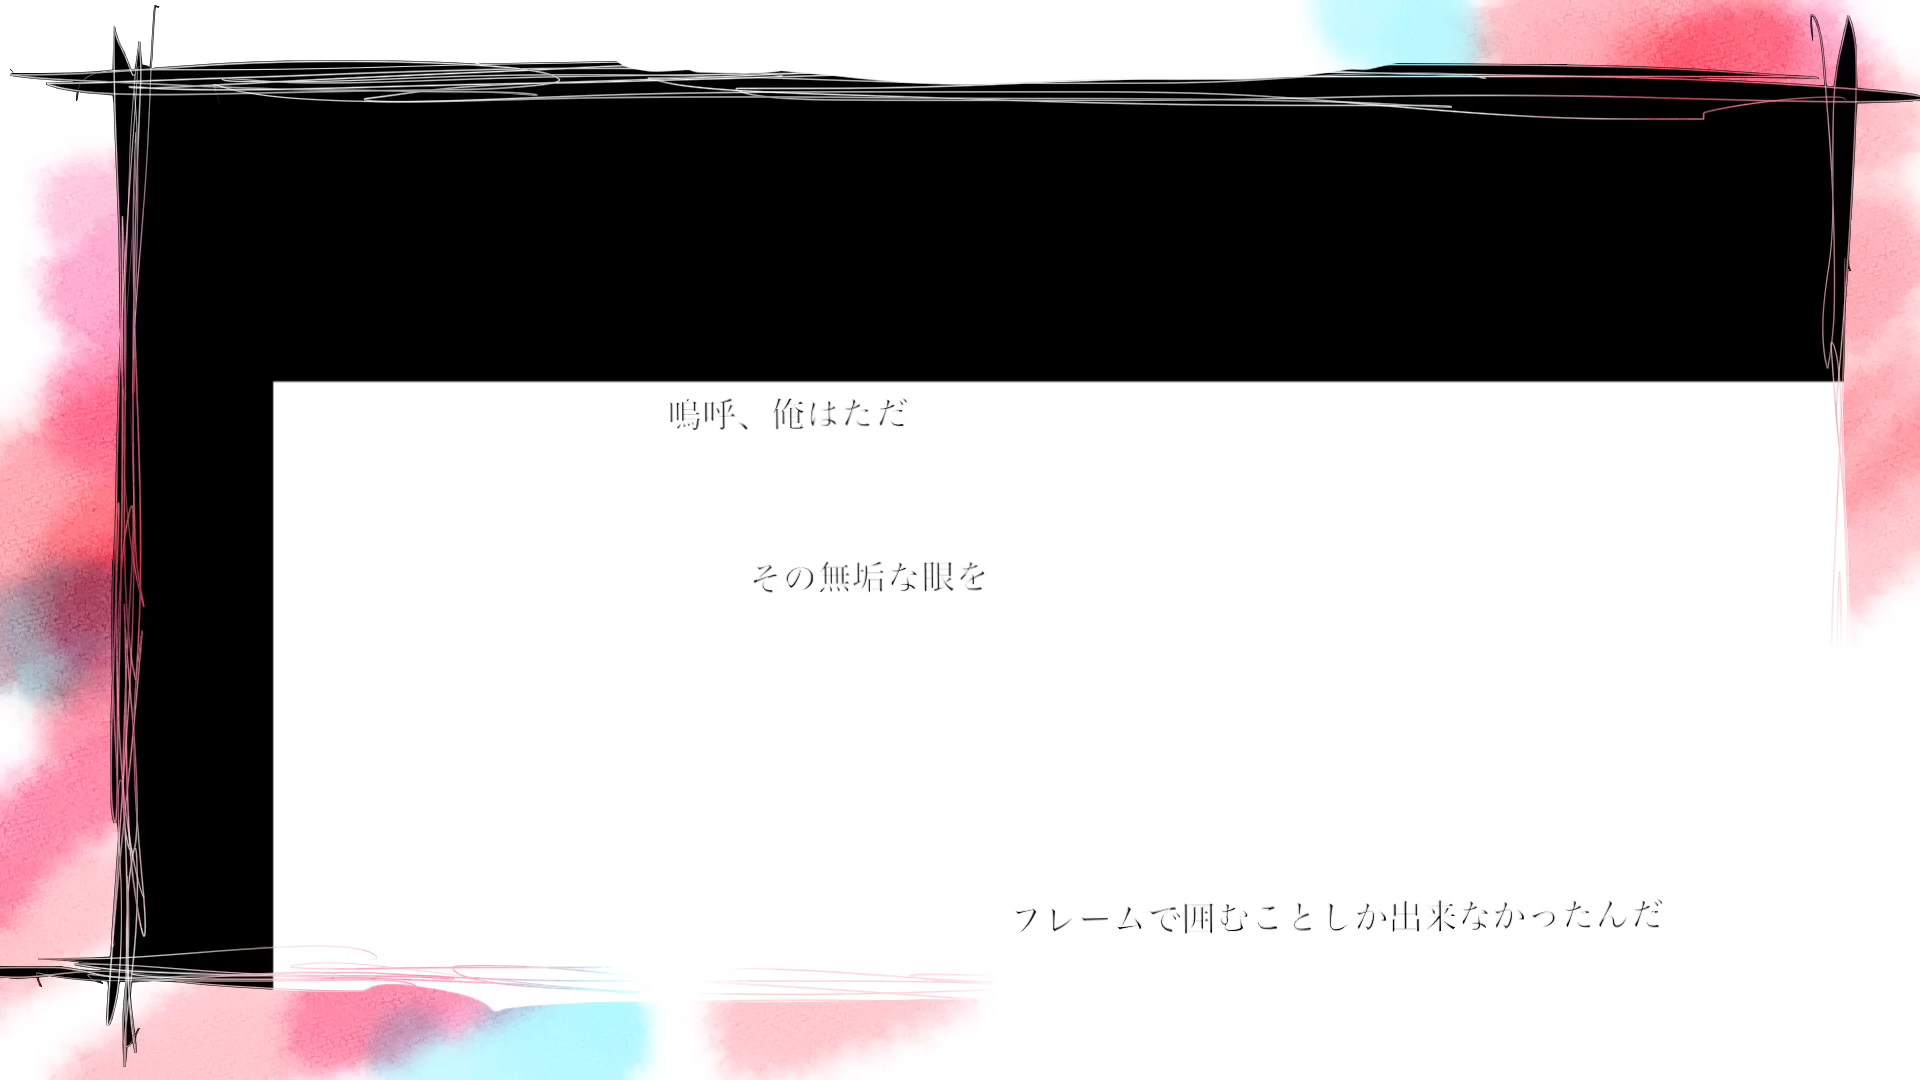 嗚呼、俺はただ
その無垢な眼を
フレームで囲むことしか出来なかったんだ